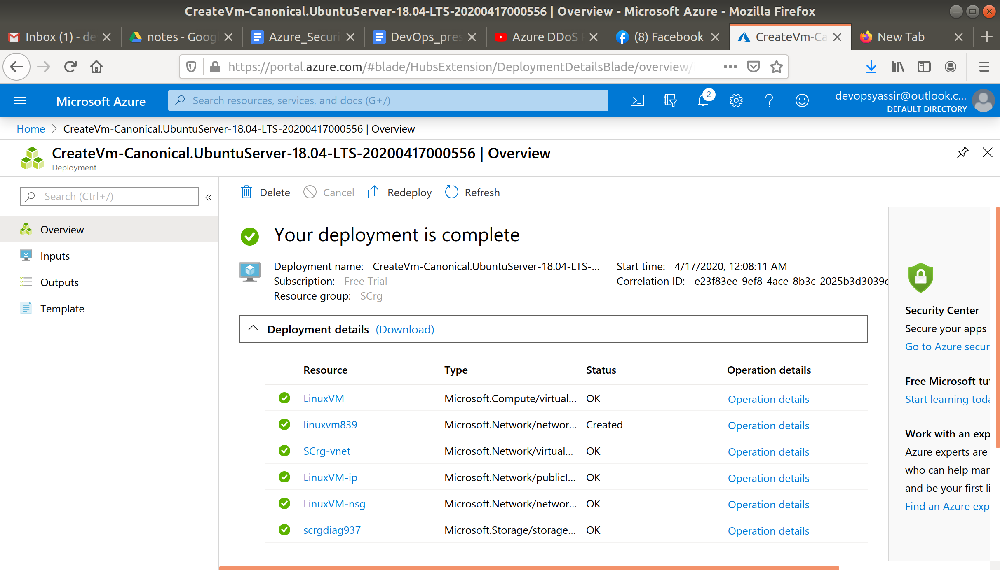 CreateVm-Canonical.UbuntuServer-18.04-LTS-20200417000556 | Overview - Microsoft Azure - Mozilla Firefox
Inbox (1) - de notes - Googl Azure_Securi DevOps_pres Azure DDoS P (8) Facebook CreateVm-Ca New Tab
https://portal.azure.com/#blade/HubsExtension/DeploymentDetailsBlade/overview/
Microsoft Azure Search resources, services, and docs (G+/) 2 devopsyassir@outlook.c...
DEFAULT DIRECTORY
Home > CreateVm-Canonical.UbuntuServer-18.04-LTS-20200417000556 | Overview
CreateVm-Canonical.UbuntuServer-18.04-LTS-20200417000556 | Overview
Deployment
Search (Ctrl+/) «
Overview
Inputs
Outputs
Template
Delete Cancel Redeploy Refresh
Your deployment is complete
Deployment name: CreateVm-Canonical.UbuntuServer-18.04-LTS-... Start time: 4/17/2020, 12:08:11 AM
Subscription: Free Trial Correlation ID: e23f83ee-9ef8-4ace-8b3c-2025b3d3039c
Resource group: SCrg
Deployment details (Download)
Resource Type Status Operation details
LinuxVM Microsoft.Compute/virtual... OK Operation details
linuxvm839 Microsoft.Network/networ... Created Operation details
SCrg-vnet Microsoft.Network/virtual... OK Operation details
LinuxVM-ip Microsoft.Network/publicI... OK Operation details
LinuxVM-nsg Microsoft.Network/networ... OK Operation details
scrgdiag937 Microsoft.Storage/storage... OK Operation details
Security Center
Secure your apps
Go to Azure secur
Free Microsoft tut
Start learning toda
Work with an exp
Azure experts are
who can help man
and be your first li
Find an Azure exp